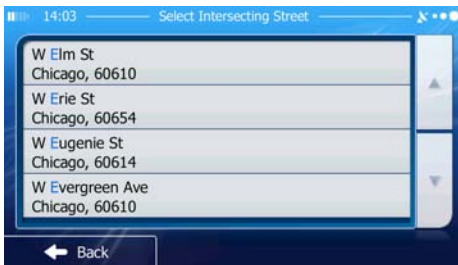 14:03
Select Intersecting Street
W Elm St
Chicago, 60610
W Erie St
Chicago, 60654
W Eugenie St
Chicago, 60614
W Evergreen Ave
Chicago, 60610
Back